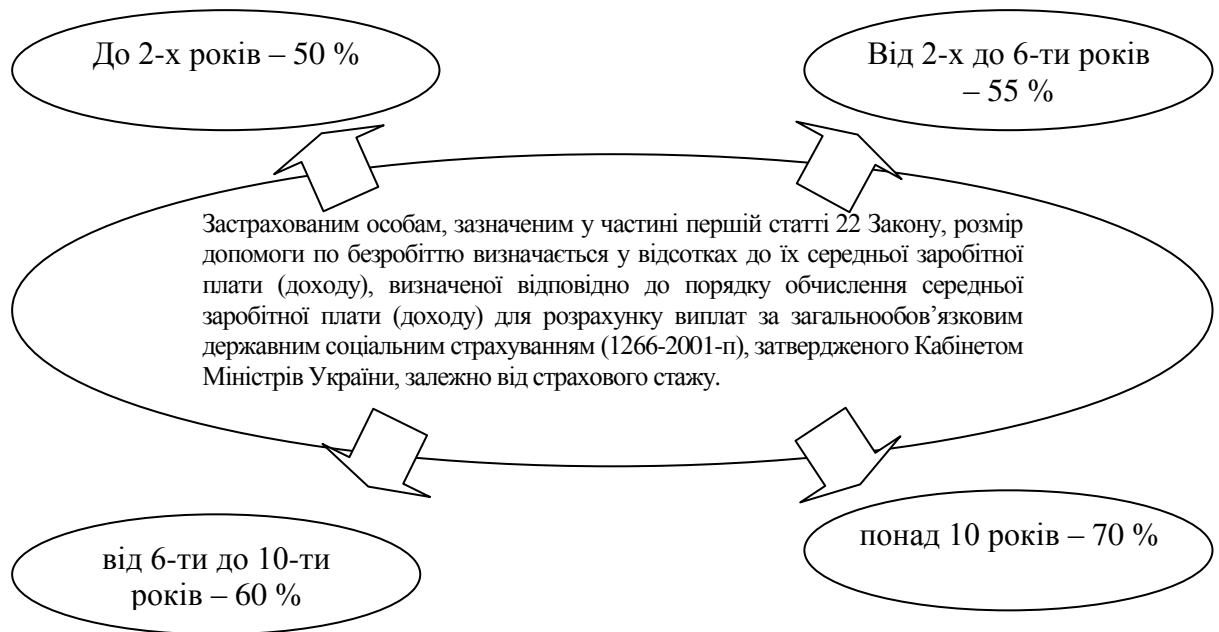 До 2-х років – 50 %
Від 2-х до 6-ти років
– 55 %
Застрахованим особам, зазначеним у частині першій статті 22 Закону, розмір
допомоги по безробіттю визначається у відсотках до їх середньої заробітної
плати (доходу), визначеної відповідно до порядку обчислення середньої
заробітної плати (доходу) для розрахунку виплат за загальнообов’язковим
державним соціальним страхуванням (1266-2001-п), затвердженого Кабінетом
Міністрів України, залежно від страхового стажу.
від 6-ти до 10-ти
років – 60 %
понад 10 років – 70 %